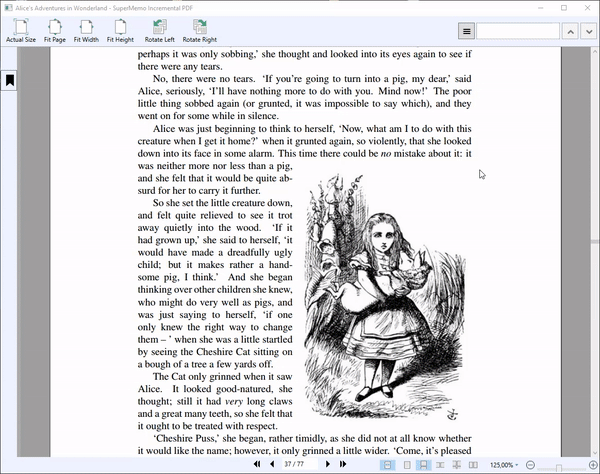 Alice's Adventures in Wonderland - SuperMemo Incremental PDF
Actual Size
Fit Page
Fit Width
Fit Height
Rotate Left
Rotate Right
perhaps it was only sobbing,’ she thought and looked into its eyes again to see if
there were any tears.
No, there were no tears. ‘If you’re going to turn into a pig, my dear,’ said
Alice, seriously, ‘I’ll have nothing more to do with you. Mind now!’ The poor
little thing sobbed again (or grunted, it was impossible to say which), and they
went on for some while in silence.
Alice was just beginning to think to herself, ‘Now, what am I to do with this
creature when I get it home?’ when it grunted again, so violently, that she looked
down into its face in some alarm. This time there could be no mistake about it: it
was neither more nor less than a pig,
and she felt that it would be quite ab-
surd for her to carry it further.
So she set the little creature down,
and felt quite relieved to see it trot
away quietly into the wood. ‘If it
had grown up,’ she said to herself, ‘it
would have made a dreadfully ugly
child; but it makes rather a hand-
some pig, I think.’ And she began
thinking over other children she knew,
who might do very well as pigs, and
was just saying to herself, ‘if one
only knew the right way to change
them – ’ when she was a little startled
by seeing the Cheshire Cat sitting on
a bough of a tree a few yards off.
The Cat only grinned when it saw
Alice. It looked good-natured, she
thought; still it had very long claws
and a great many teeth, so she felt that
it ought to be treated with respect.
‘Cheshire Puss,’ she began, rather timidly, as she did not at all know whether
it would like the name; however, it only grinned a little wider. ‘Come, it’s pleased
37 / 77
125,00%